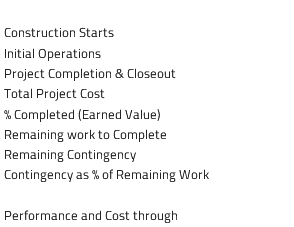 Construction Starts
Initial Operations
Project Completion & Closeout
Total Project Cost
% Completed (Earned Value)
Remaining work to Complete
Remaining Contingency
Contingency as % of Remaining Work
Performance and Cost through